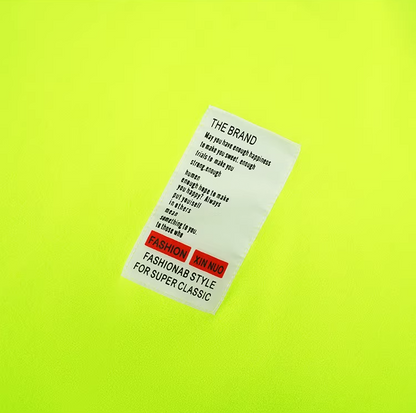 THE BRAND
May you have enough happiness
to make you sweet. enough
trials to make you
strong.enough
human
enough hope to make
you happy? Always
put yourself
in others
mean
something to you.
to those who
FASHION XIN NUO
FASHIONAB STYLE
FOR SUPER CLASSIC